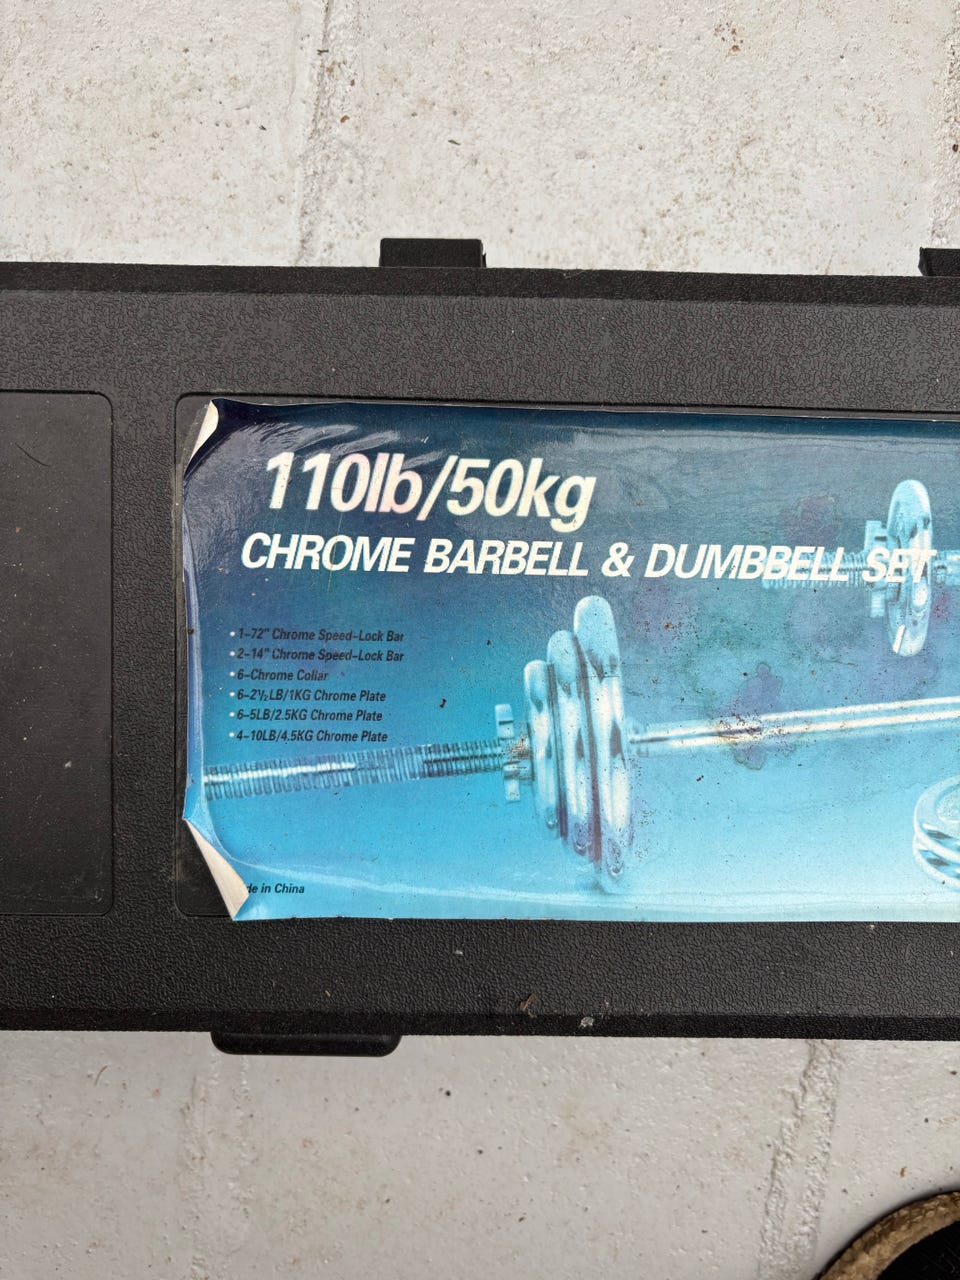 110lb/50kg
CHROME BARBELL & DUMBBELL SET
• 1–72" Chrome Speed–Lock Bar
• 2–14" Chrome Speed–Lock Bar
• 6–Chrome Collar
• 6–2½LB/1KG Chrome Plate
• 6–5LB/2.5KG Chrome Plate
• 4–10LB/4.5KG Chrome Plate
de in China